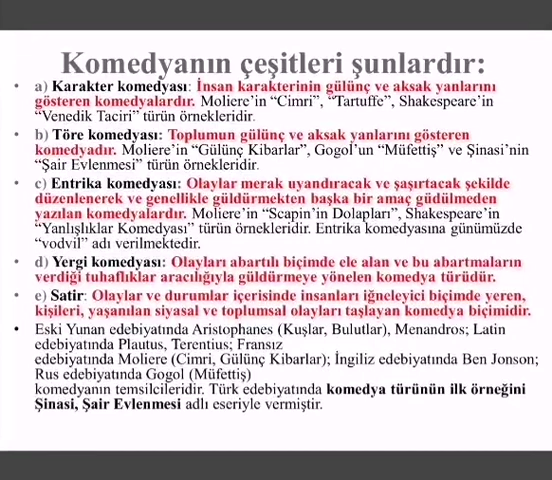 Komedyanın çeşitleri şunlardır:
• a) Karakter komedyası: İnsan karakterinin gülünç ve aksak yanlarını
gösteren komedyalardır. Moliere’in “Cimri”, “Tartuffe”, Shakespeare’in
“Venedik Taciri” türün örnekleridir.
• b) Töre komedyası: Toplumun gülünç ve aksak yanlarını gösteren
komedyadır. Moliere’in “Gülünç Kibarlar”, Gogol’un “Müfettiş” ve Şinasi’nin
“Şair Evlenmesi” türün örnekleridir.
• c) Entrika komedyası: Olaylar merak uyandıracak ve şaşırtacak şekilde
düzenlenerek ve genellikle güldürmekten başka bir amaç güdülmeden
yazılan komedyalardır. Moliere’in “Scapin’in Dolapları”, Shakespeare’in
“Yanlışlıklar Komedyası” türün örnekleridir. Entrika komedyasına günümüzde
“vodvil” adı verilmektedir.
• d) Yergi komedyası: Olayları abartılı biçimde ele alan ve bu abartmaların
verdiği tuhaflıklar aracılığıyla güldürmeye yönelen komedya türüdür.
• e) Satir: Olaylar ve durumlar içerisinde insanları iğneleyici biçimde yeren,
kişileri, yaşanılan siyasal ve toplumsal olayları taşlayan komedya biçimidir.
• Eski Yunan edebiyatında Aristophanes (Kuşlar, Bulutlar), Menandros; Latin
edebiyatında Plautus, Terentius; Fransız
edebiyatında Moliere (Cimri, Gülünç Kibarlar); İngiliz edebiyatında Ben Jonson;
Rus edebiyatında Gogol (Müfettiş)
komedyanın temsilcileridir. Türk edebiyatında komedya türünün ilk örneğini
Şinasi, Şair Evlenmesi adlı eseriyle vermiştir.